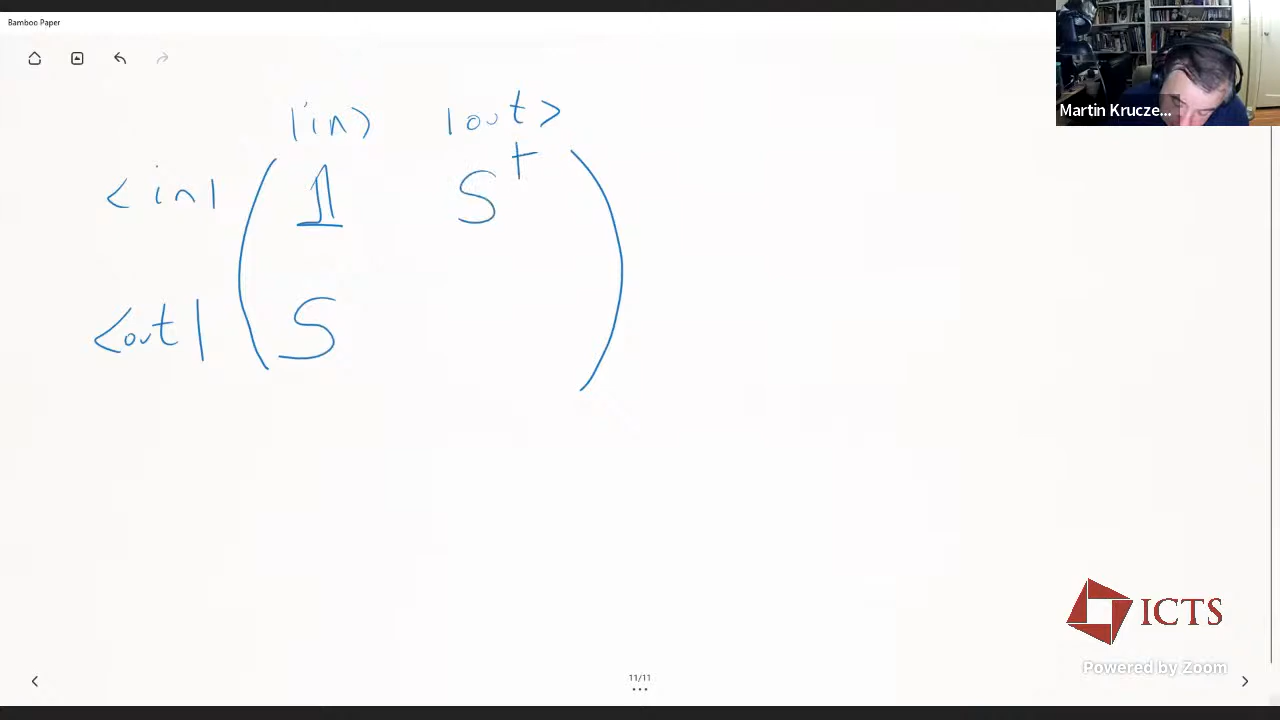 Bamboo Paper
Martin Krucze...
|in⟩ |out⟩
⟨in| ( 𝟙 S† )
⟨out| ( S )
ICTS
Powered by Zoom
11/11